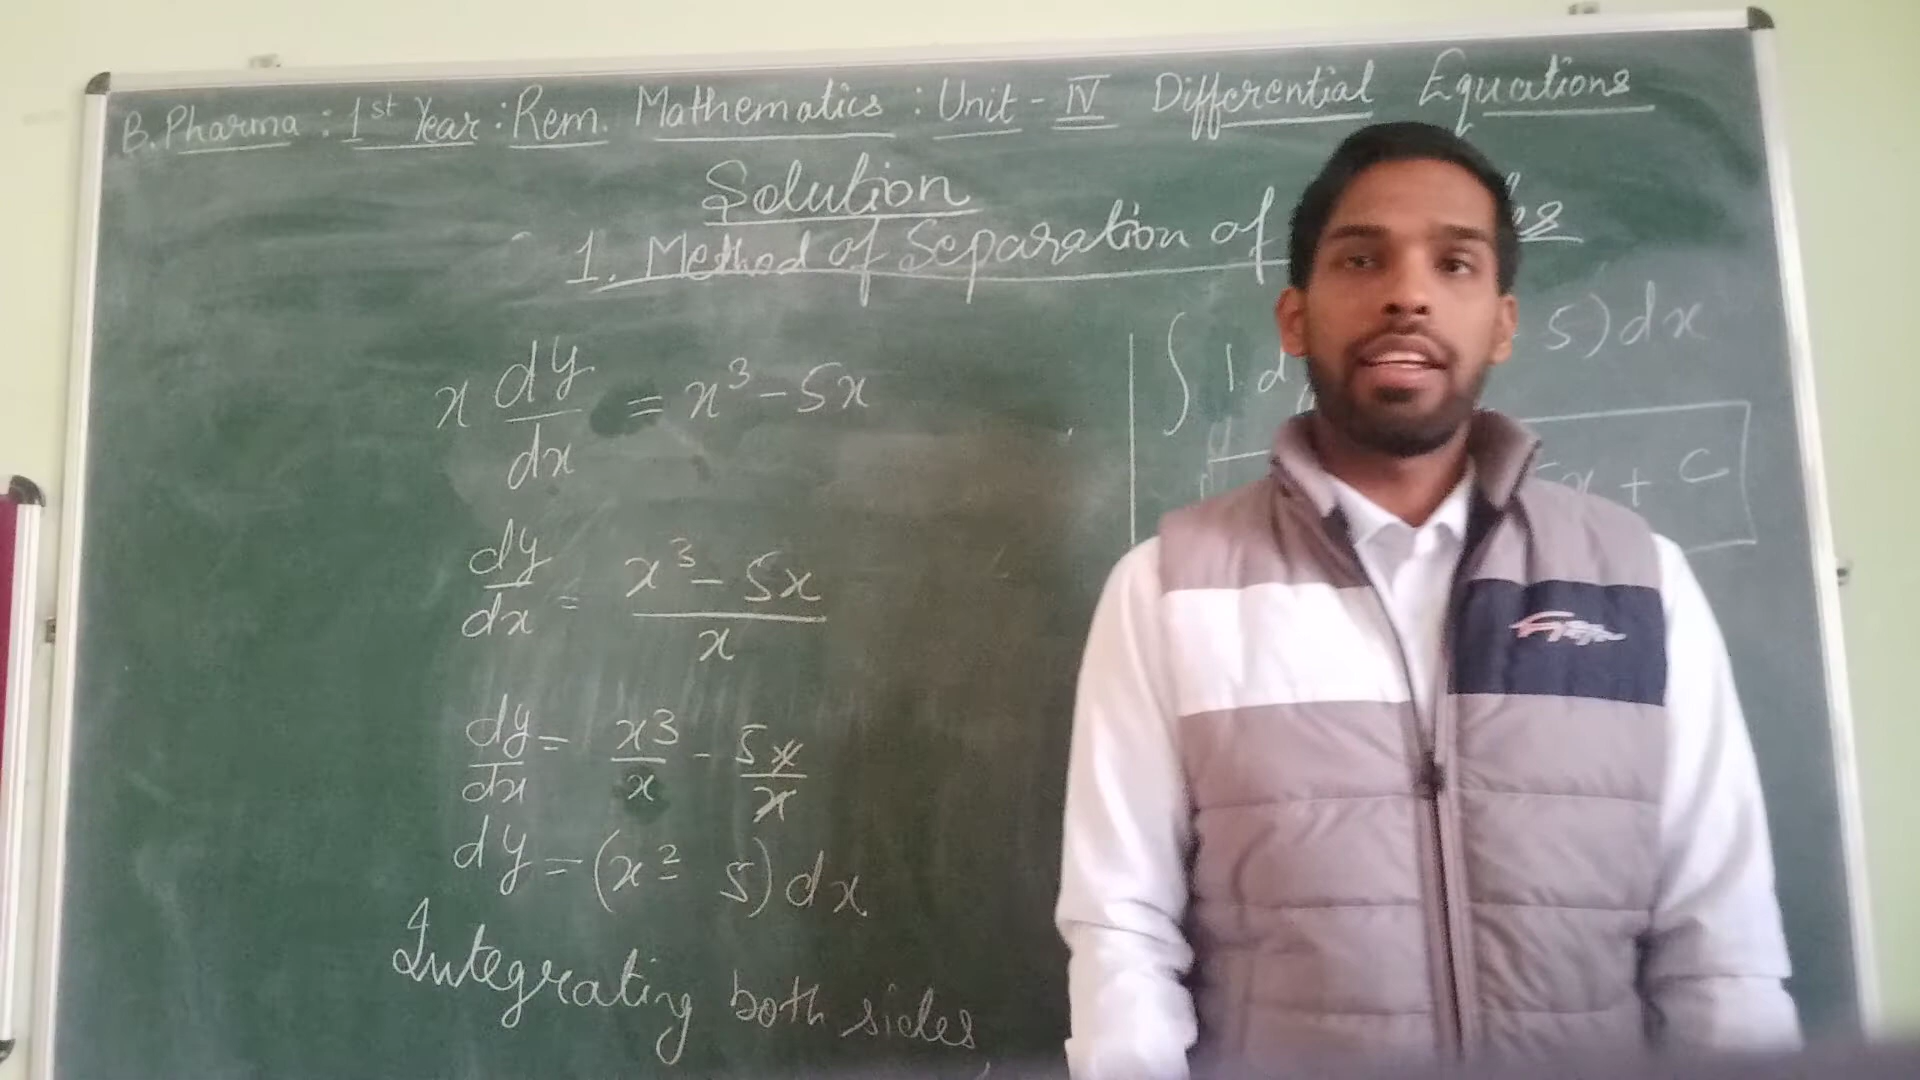 B. Pharma : 1st Year : Rem. Mathematics : Unit - IV Differential Equations
Solution
1. Method of Separation of
x dy/dx = x³ - 5x
dy/dx = (x³ - 5x)/x
dy/dx = x3/x - 5x/x
dy = (x² = 5) dx
Integrating both sides
∫ 1 d 5) dx
x + C